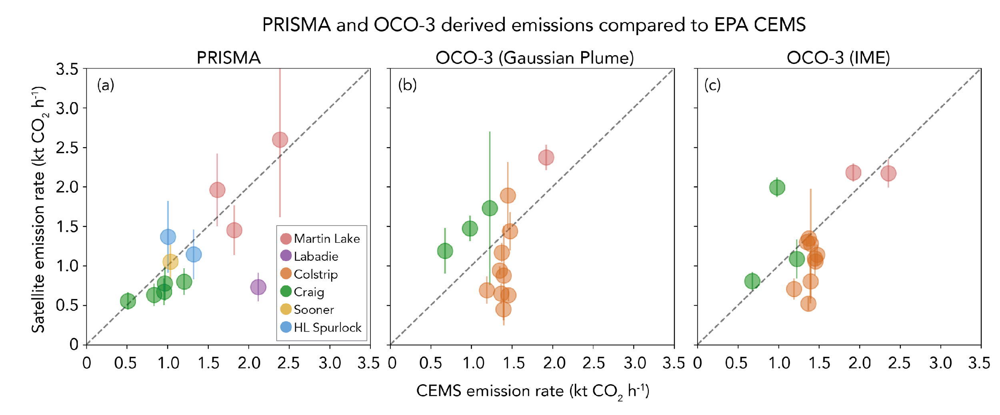 PRISMA and OCO-3 derived emissions compared to EPA CEMS
PRISMA
OCO-3 (Gaussian Plume)
OCO-3 (IME)
(a)
(b)
(c)
Satellite emission rate (kt CO₂ h⁻¹)
3.5
3.0
2.5
2.0
1.5
1.0
0.5
0
Martin Lake
Labadie
Colstrip
Craig
Sooner
HL Spurlock
0 0.5 1.0 1.5 2.0 2.5 3.0 3.5
0 0.5 1.0 1.5 2.0 2.5 3.0 3.5
0 0.5 1.0 1.5 2.0 2.5 3.0 3.5
CEMS emission rate (kt CO₂ h⁻¹)